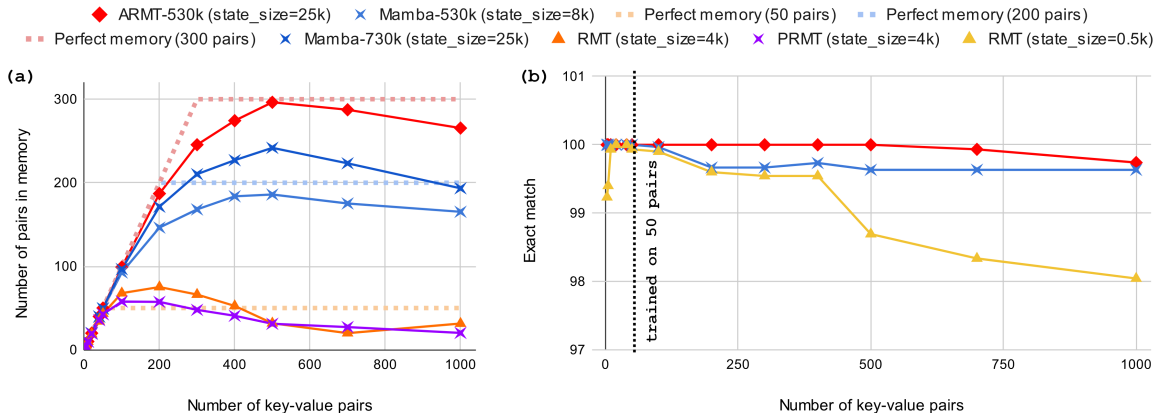 ARMT-530k (state_size=25k) Mamba-530k (state_size=8k) Perfect memory (50 pairs) Perfect memory (200 pairs)
Perfect memory (300 pairs) Mamba-730k (state_size=25k) RMT (state_size=4k) PRMT (state_size=4k) RMT (state_size=0.5k)
(a)
Number of pairs in memory
300
200
100
0
0 200 400 600 800 1000
Number of key-value pairs
(b)
Exact match
101
100
99
98
97
trained on 50 pairs
0 250 500 750 1000
Number of key-value pairs